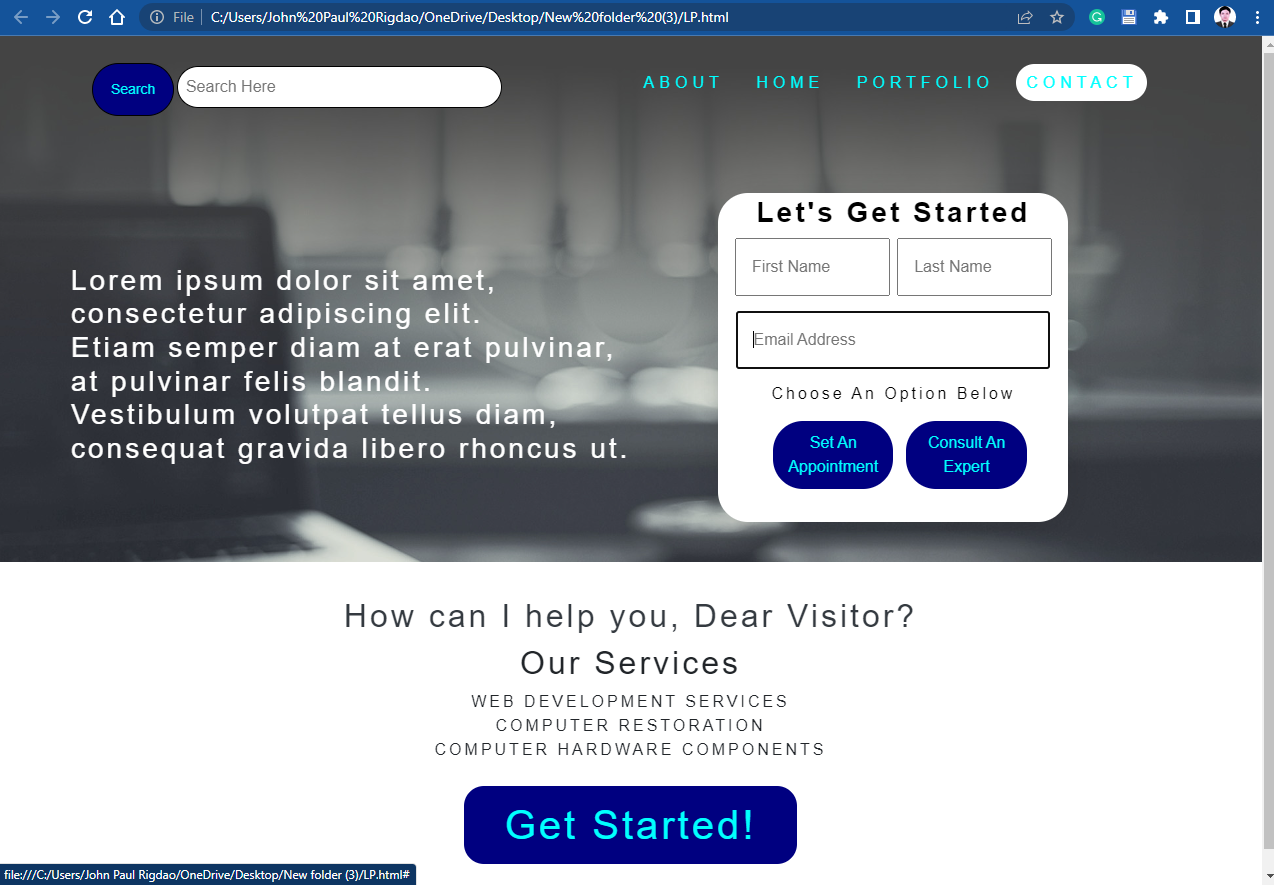 File C:/Users/John%20Paul%20Rigdao/OneDrive/Desktop/New%20folder%20(3)/LP.html
Search Search Here ABOUT HOME PORTFOLIO CONTACT
Lorem ipsum dolor sit amet,
consectetur adipiscing elit.
Etiam semper diam at erat pulvinar,
at pulvinar felis blandit.
Vestibulum volutpat tellus diam,
consequat gravida libero rhoncus ut.
Let's Get Started
First Name Last Name
Email Address
Choose An Option Below
Set An Appointment
Consult An Expert
How can I help you, Dear Visitor?
Our Services
WEB DEVELOPMENT SERVICES
COMPUTER RESTORATION
COMPUTER HARDWARE COMPONENTS
Get Started!
file:///C:/Users/John Paul Rigdao/OneDrive/Desktop/New folder (3)/LP.html#